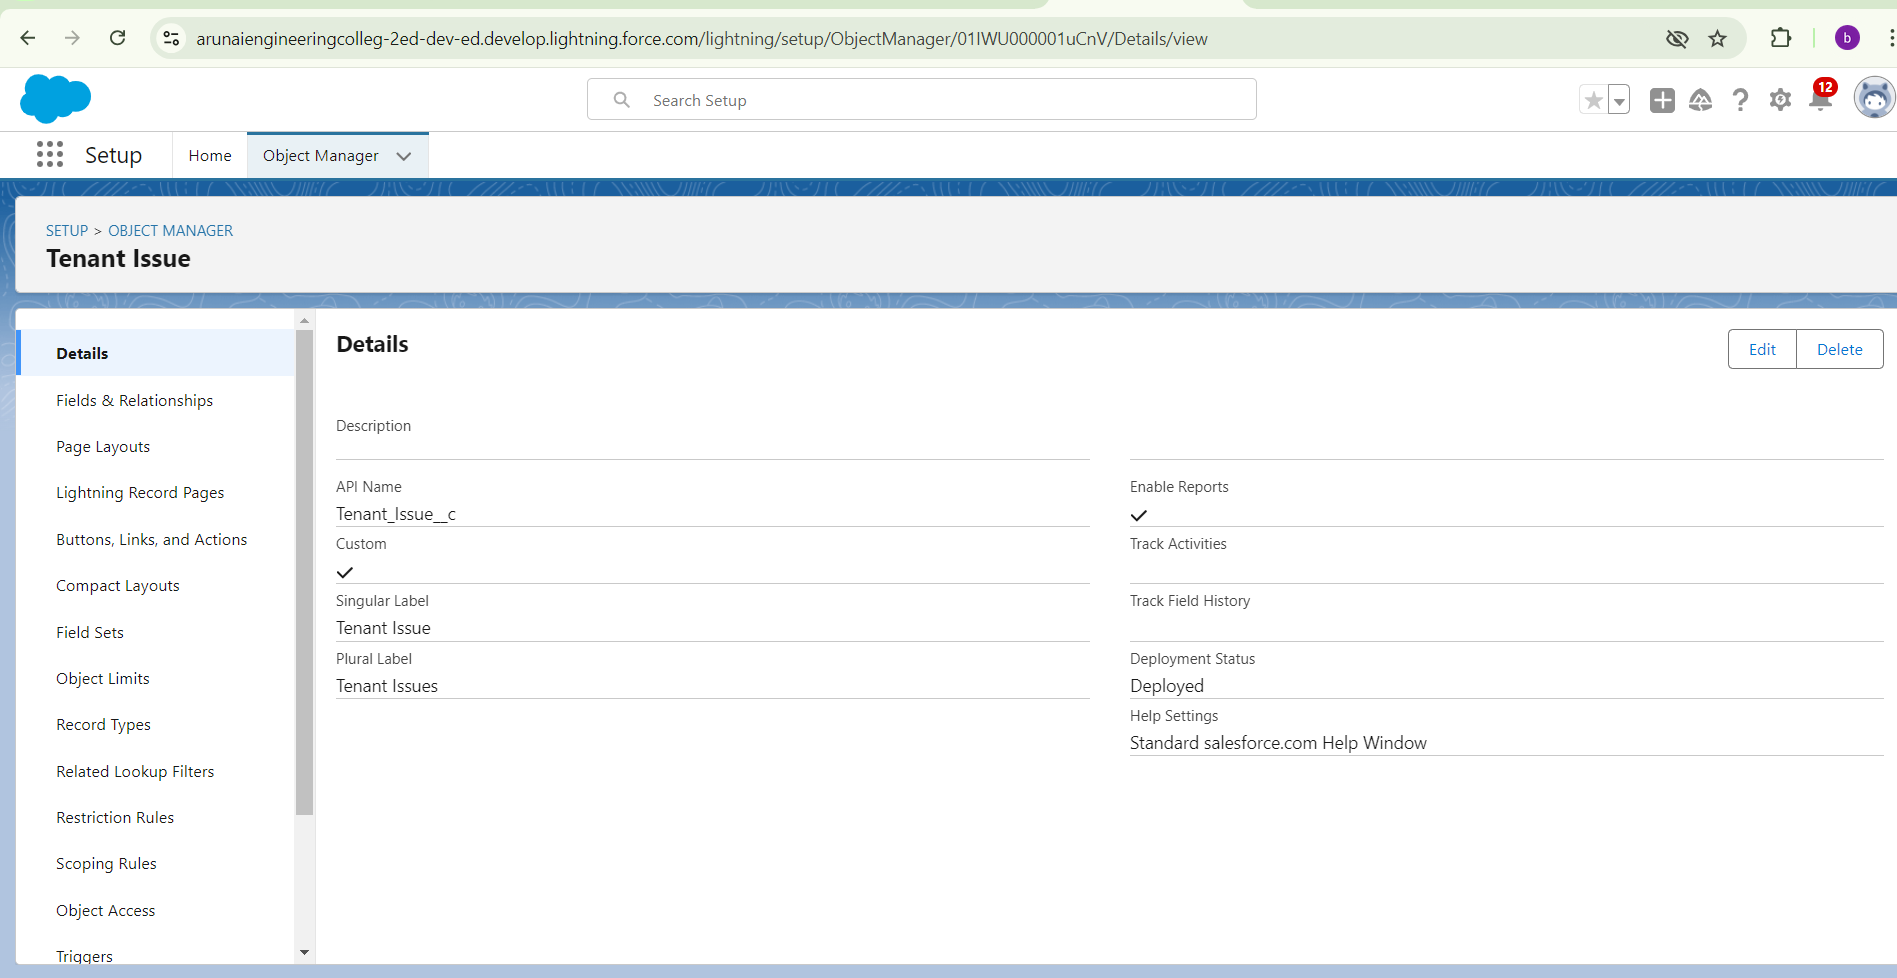 arunaiengineeringcolleg-2ed-dev-ed.develop.lightning.force.com/lightning/setup/ObjectManager/01IWU000001uCnV/Details/view
b
Search Setup
12
Setup
Home
Object Manager
SETUP > OBJECT MANAGER
Tenant Issue
Details
Fields & Relationships
Page Layouts
Lightning Record Pages
Buttons, Links, and Actions
Compact Layouts
Field Sets
Object Limits
Record Types
Related Lookup Filters
Restriction Rules
Scoping Rules
Object Access
Triggers
Details
Edit
Delete
Description
API Name
Tenant_Issue__c
Custom
Singular Label
Tenant Issue
Plural Label
Tenant Issues
Enable Reports
Track Activities
Track Field History
Deployment Status
Deployed
Help Settings
Standard salesforce.com Help Window